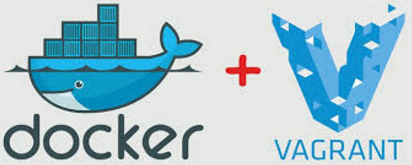 docker
+
VAGRANT